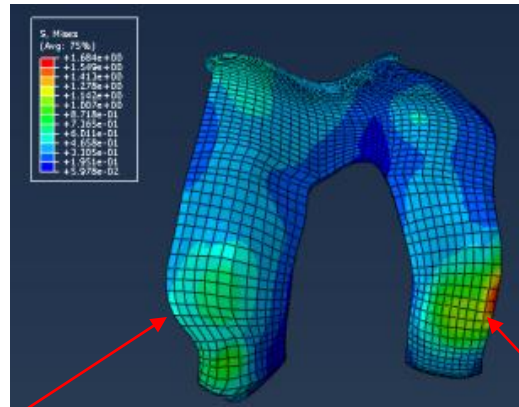 S, Mises
(Avg: 75%)
+1.684e+00
+1.549e+00
+1.413e+00
+1.278e+00
+1.142e+00
+1.007e+00
+8.718e-01
+7.365e-01
+6.011e-01
+4.658e-01
+3.305e-01
+1.951e-01
+5.978e-02